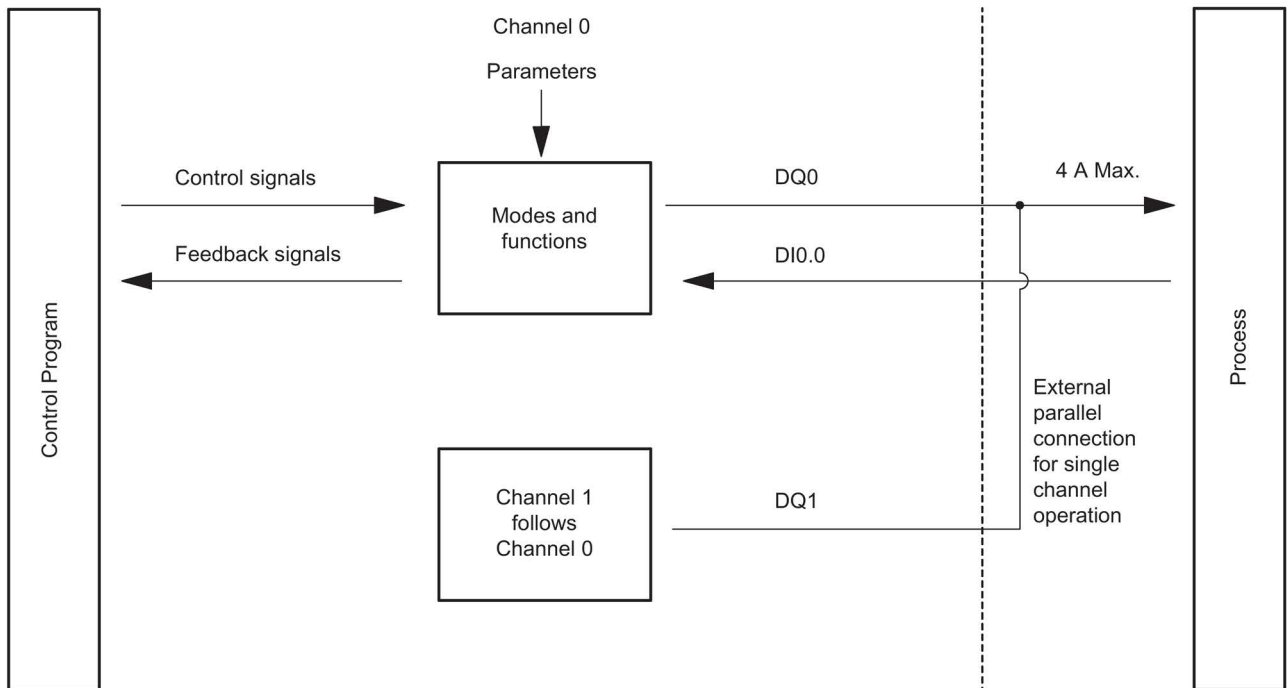 Channel 0
Parameters
Control signals
Feedback signals
Modes and
functions
DQ0
DI0.0
4 A Max.
Control Program
Process
External
parallel
connection
for single
channel
operation
Channel 1
follows
Channel 0
DQ1